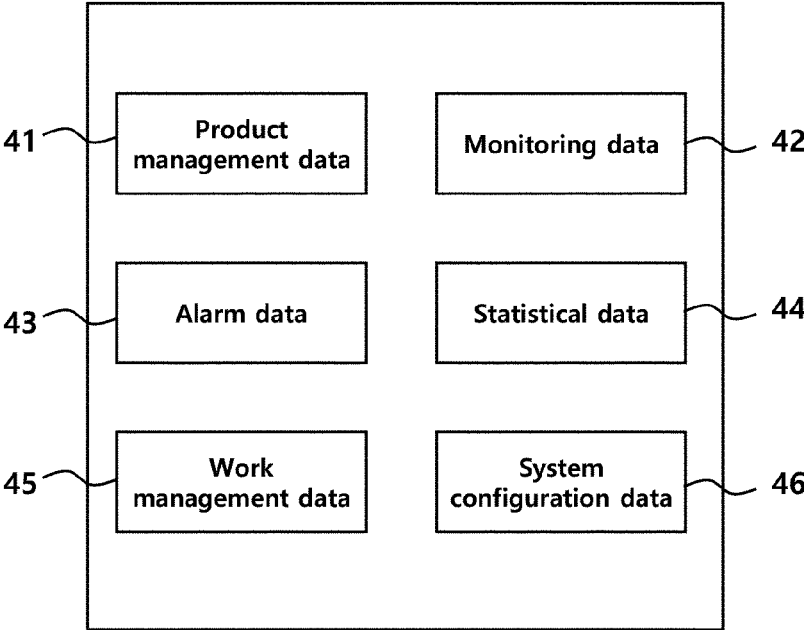 41
Product
management data
Monitoring data
42
43
Alarm data
Statistical data
44
45
Work
management data
System
configuration data
46